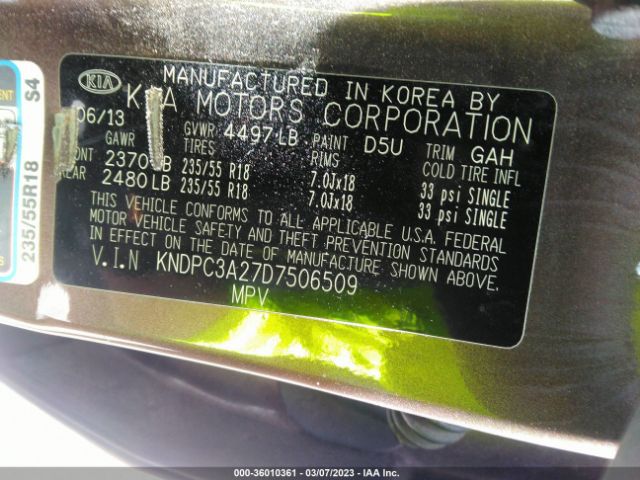 KIA
MANUFACTURED IN KOREA BY
KIA MOTORS CORPORATION
06/13 GVWR 4497 LB PAINT D5U TRIM GAH
GAWR TIRES RIMS COLD TIRE INFL
2370 LB 235/55 R18 7.0Jx18 33 psi SINGLE
REAR 2480 LB 235/55 R18 7.0Jx18 33 psi SINGLE
THIS VEHICLE CONFORMS TO ALL APPLICABLE U.S.A. FEDERAL
MOTOR VEHICLE SAFETY AND THEFT PREVENTION STANDARDS
IN EFFECT ON THE DATE OF MANUFACTURE SHOWN ABOVE.
V.I.N KNDPC3A27D7506509
MPV
235/55R18 S4
000-36010361 - 03/07/2023 - IAA Inc.